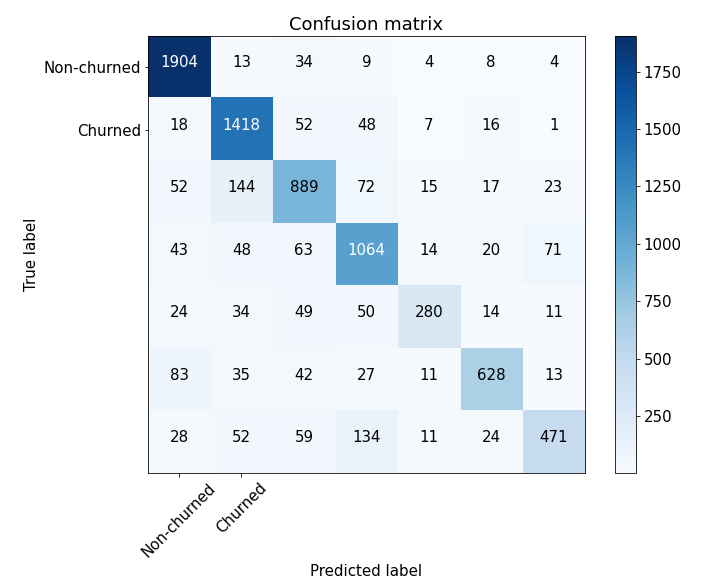 Confusion matrix
Non-churned 1904 13 34 9 4 8 4
Churned 18 1418 52 48 7 16 1
52 144 889 72 15 17 23
43 48 63 1064 14 20 71
24 34 49 50 280 14 11
83 35 42 27 11 628 13
28 52 59 134 11 24 471
True label
Non-churned Churned
Predicted label
1750
1500
1250
1000
750
500
250